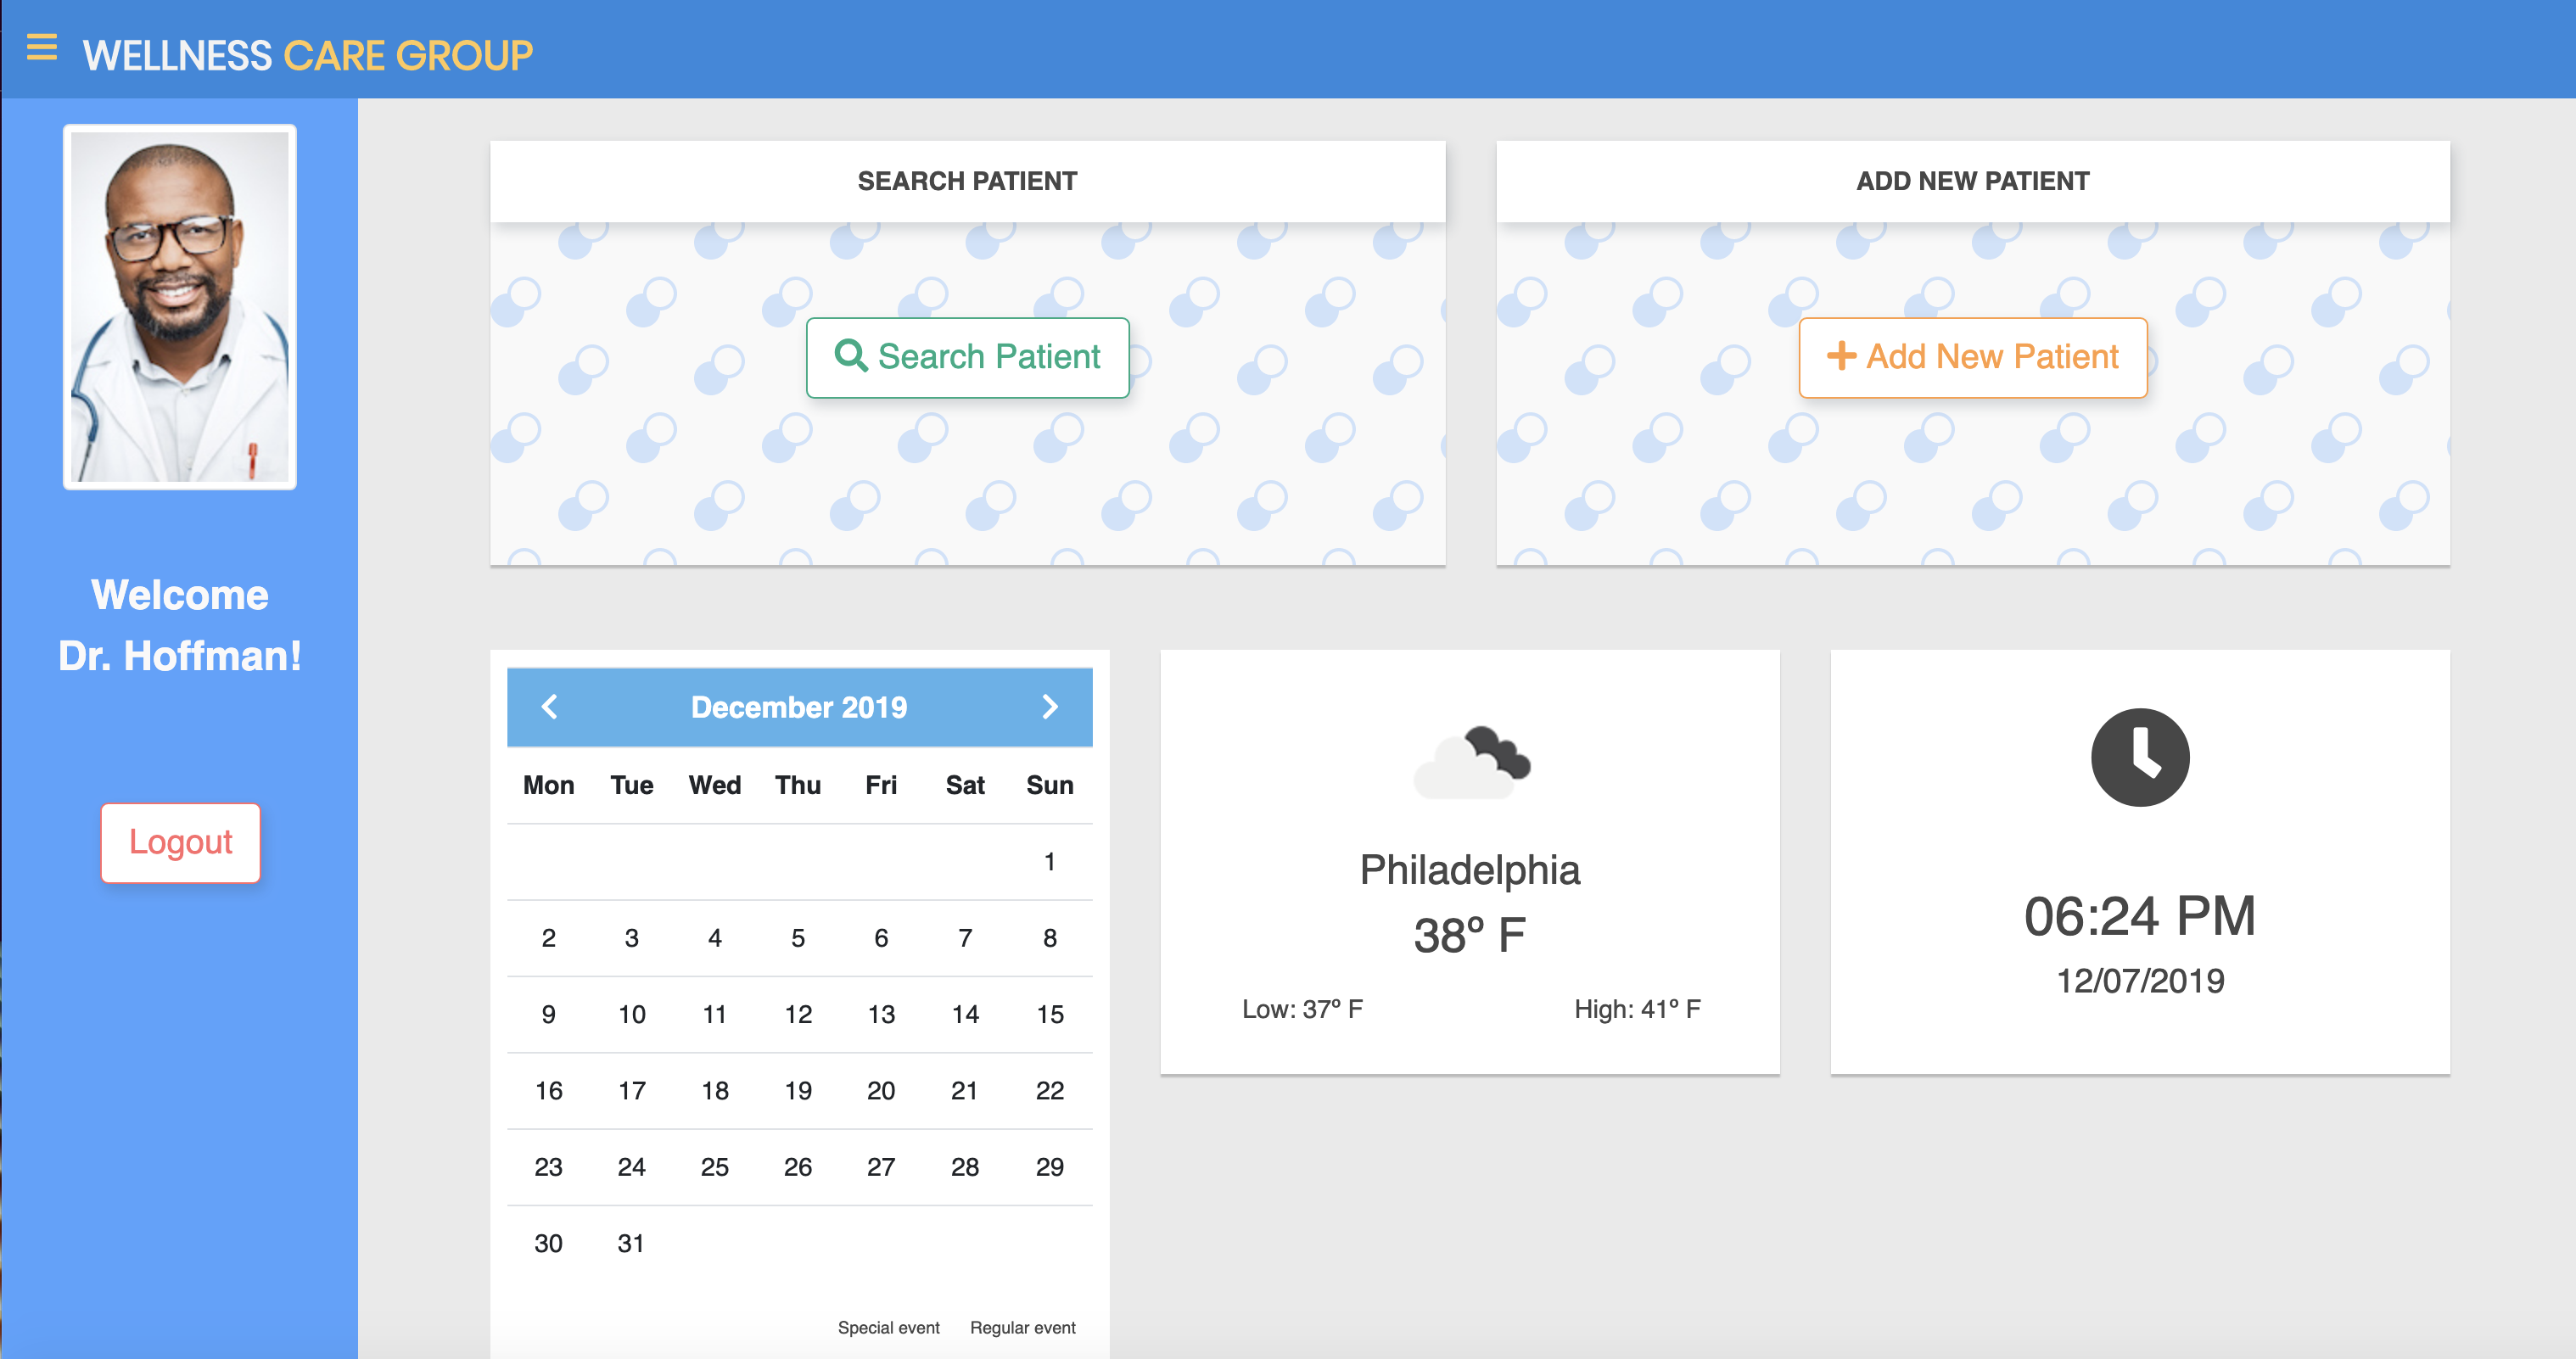 WELLNESS CARE GROUP
Welcome
Dr. Hoffman!
Logout
SEARCH PATIENT
Search Patient
ADD NEW PATIENT
Add New Patient
December 2019
Mon Tue Wed Thu Fri Sat Sun
1
2 3 4 5 6 7 8
9 10 11 12 13 14 15
16 17 18 19 20 21 22
23 24 25 26 27 28 29
30 31
Special event Regular event
Philadelphia
38º F
Low: 37º F High: 41º F
06:24 PM
12/07/2019